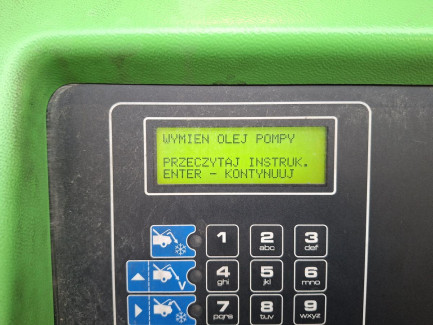 WYMIEN OLEJ POMPY
PRZECZYTAJ INSTRUK.
ENTER - KONTYNUUJ
1
2
abc
3
def
4
ghi
5
jkl
6
mno
V
7
pqrs
8
tuv
9
wxyz